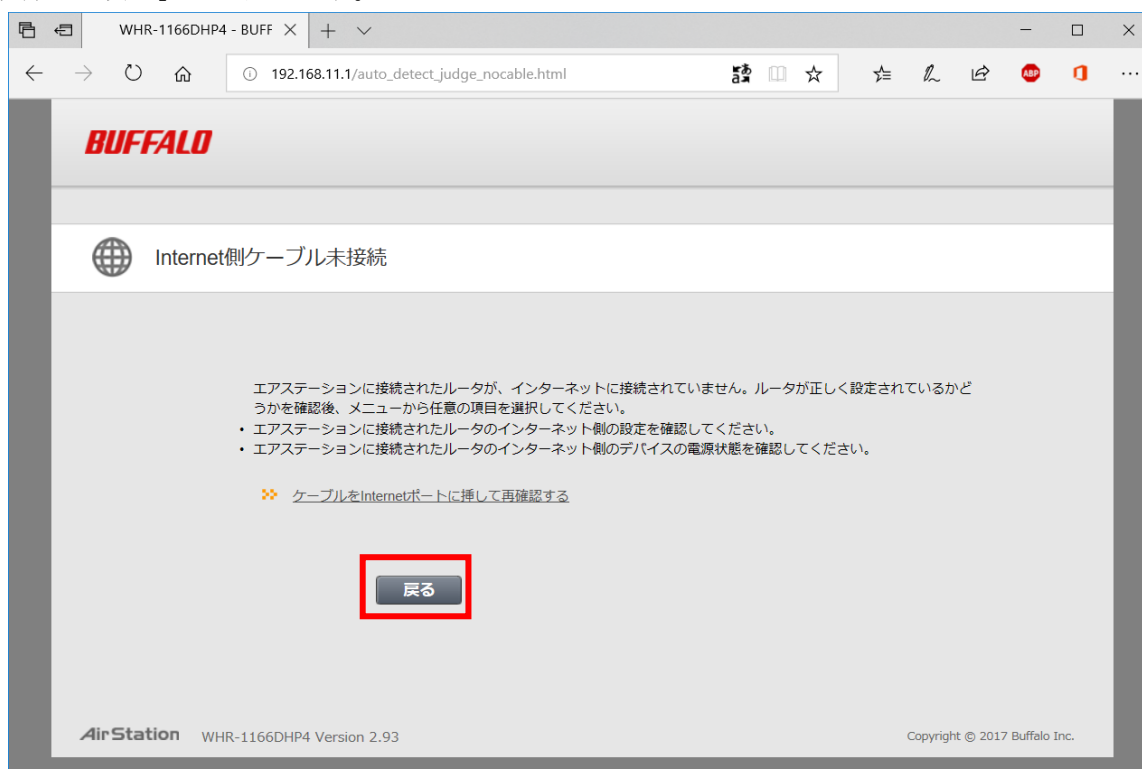 WHR-1166DHP4 - BUFF
192.168.11.1/auto_detect_judge_nocable.html
ABP
BUFFALO
Internet側ケーブル未接続
エアステーションに接続されたルータが、インターネットに接続されていません。ルータが正しく設定されているかど
うかを確認後、メニューから任意の項目を選択してください。
• エアステーションに接続されたルータのインターネット側の設定を確認してください。
• エアステーションに接続されたルータのインターネット側のデバイスの電源状態を確認してください。
ケーブルをInternetポートに挿して再確認する
戻る
AirStation WHR-1166DHP4 Version 2.93
Copyright © 2017 Buffalo Inc.